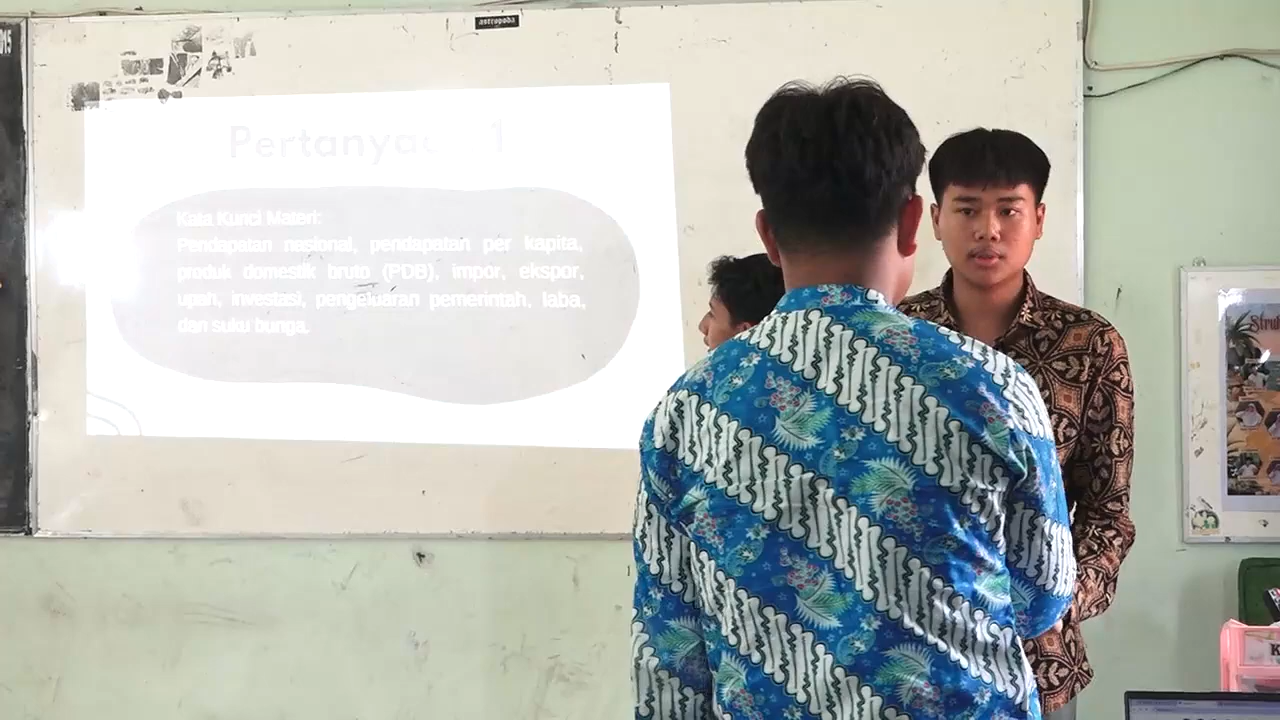 astropoda
Pertanyaan 1
Kata Kunci Materi:
Pendapatan nasional, pendapatan per kapita,
produk domestik bruto (PDB), impor, ekspor,
upah, investasi, pengeluaran pemerintah, laba,
dan suku bunga.